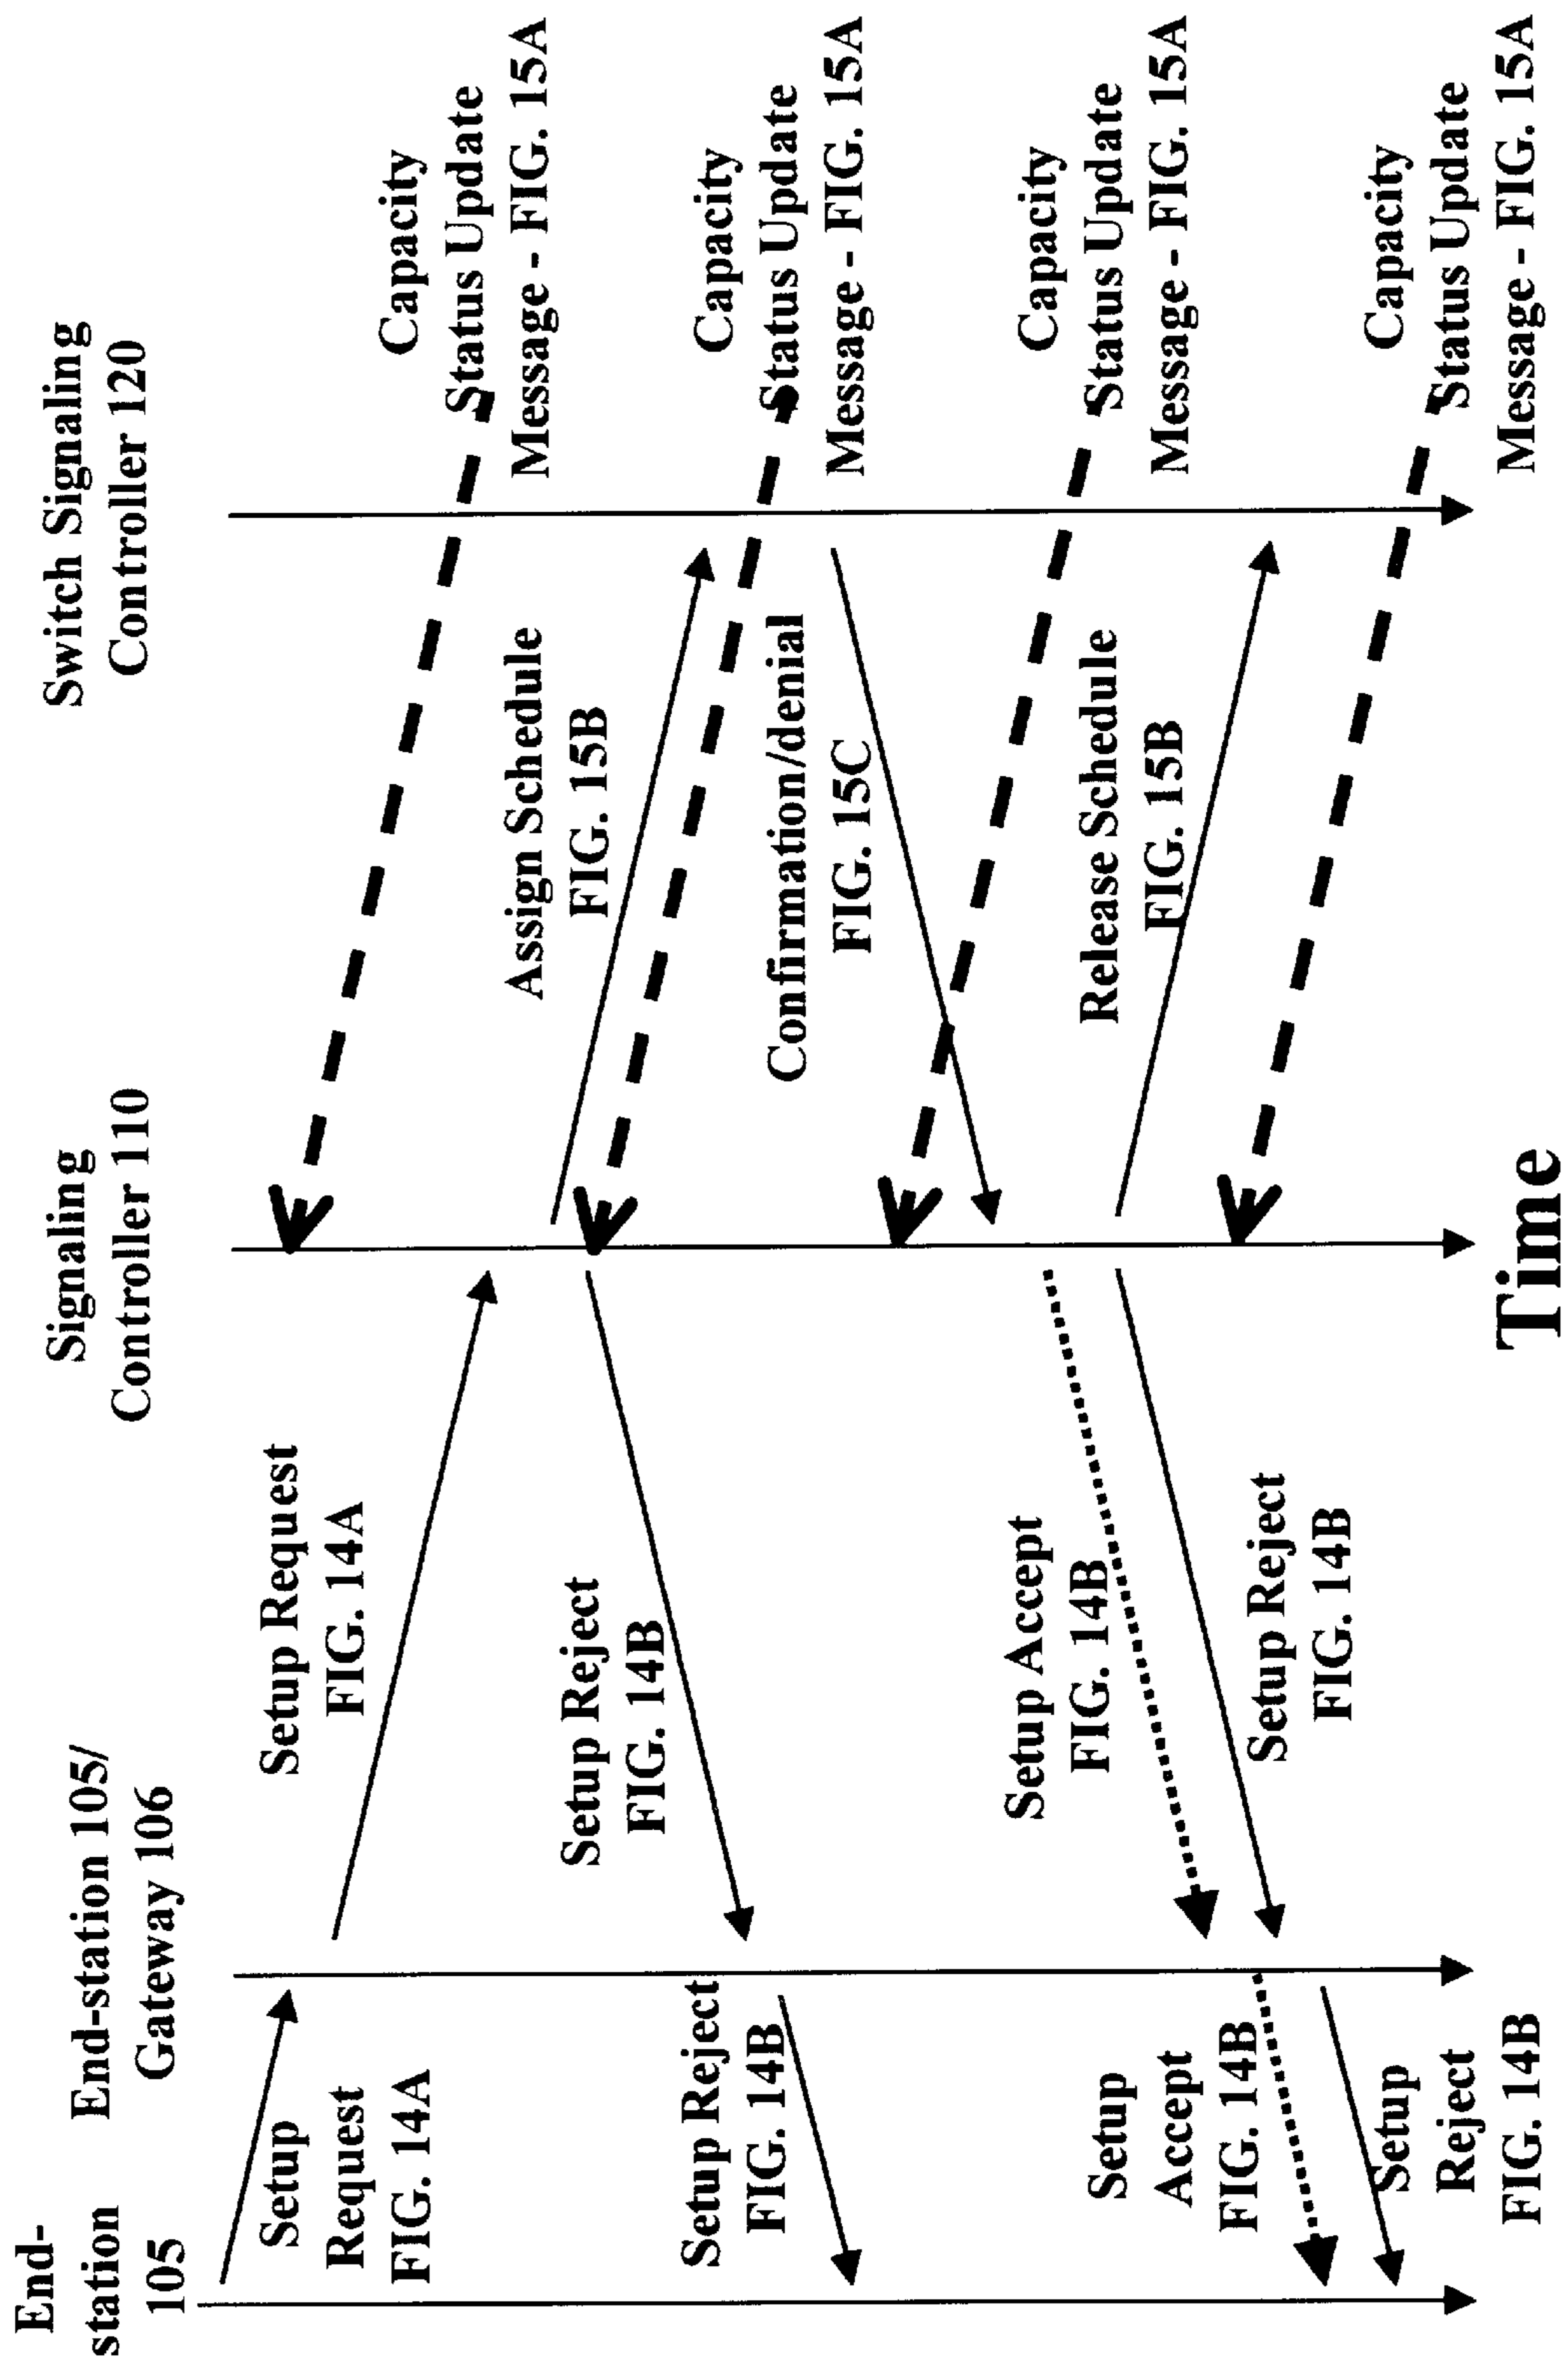 End-
station
105
End-station 105/
Gateway 106
Signaling
Controller 110
Switch Signaling
Controller 120
Setup
Request
FIG. 14A
Setup Request
FIG. 14A
Capacity
Status Update
Message - FIG. 15A
Assign Schedule
FIG. 15B
Capacity
Status Update
Message - FIG. 15A
Setup Reject
FIG. 14B
Setup Reject
FIG. 14B
Confirmation/denial
FIG. 15C
Capacity
Status Update
Message - FIG. 15A
Setup Accept
FIG. 14B
Setup
Accept
FIG. 14B
Release Schedule
FIG. 15B
Setup Reject
FIG. 14B
Setup
Reject
FIG. 14B
Capacity
Status Update
Message - FIG. 15A
Time